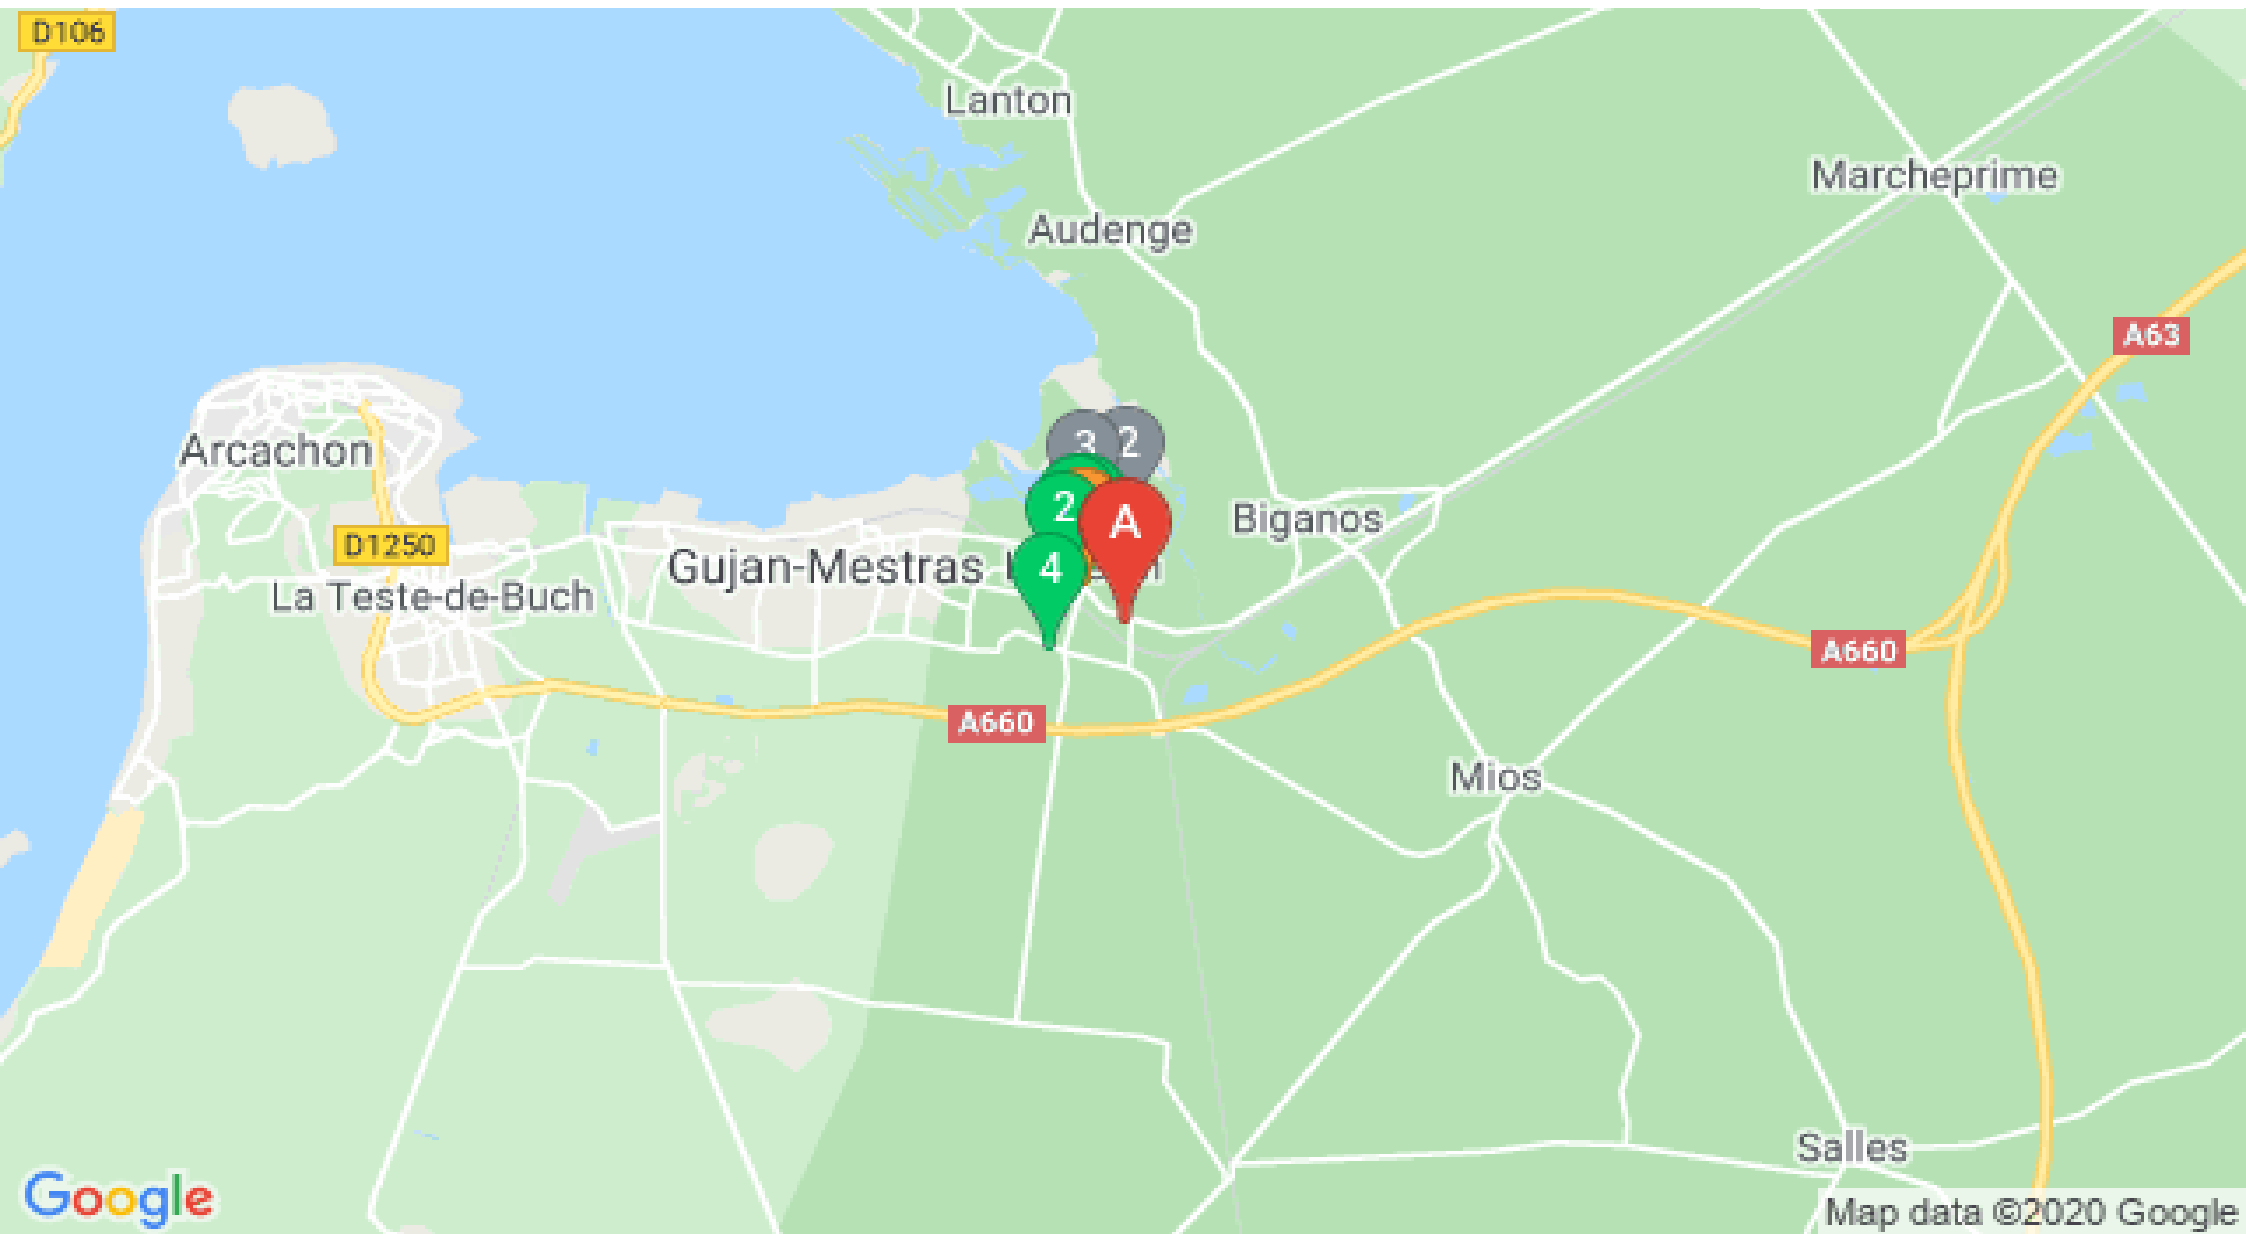 D106
Lanton
Marcheprime
Audenge
A63
3
2
Arcachon
2
A
Biganos
D1250
Gujan-Mestras
4
La Teste-de-Buch
A660
A660
Mios
Salles
Google
Map data ©2020 Google